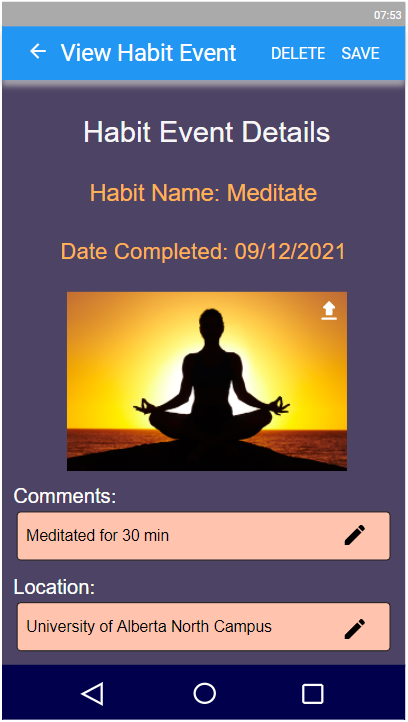 07:53
View Habit Event DELETE SAVE
Habit Event Details
Habit Name: Meditate
Date Completed: 09/12/2021
Comments:
Meditated for 30 min
Location:
University of Alberta North Campus